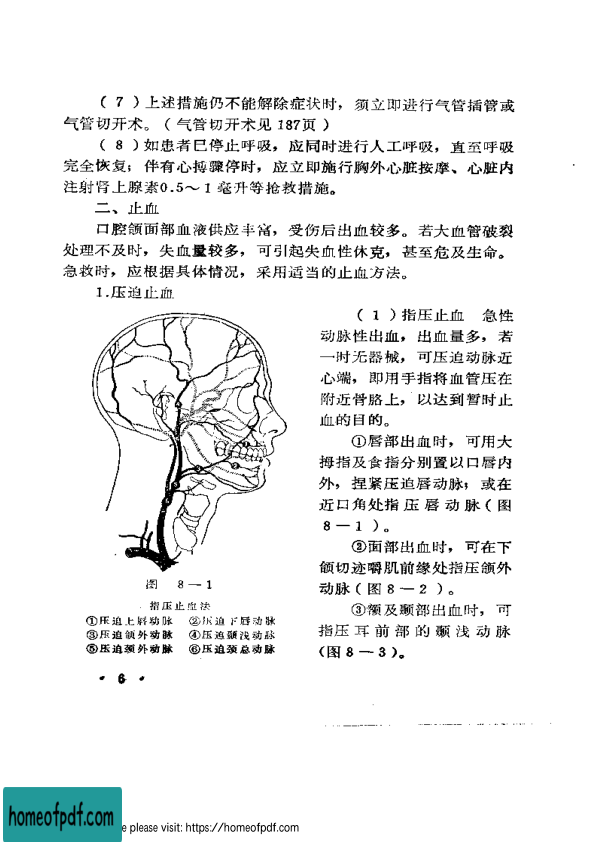 (7)上述措施仍不能解除症状时,须立即进行气管插管或
气管切开术。(气管切开术见187页)
(8)如患者已停止呼吸,应同时进行人工呼吸,直至呼吸
完全恢复;伴有心搏骤停时,应立即施行胸外心脏按摩、心脏内
注射肾上腺素0.5~1毫升等抢救措施。
二、止血
口腔颌面部血液供应丰富,受伤后出血较多。若大血管破裂
处理不及时,失血量较多,可引起失血性休克,甚至危及生命。
急救时,应根据具体情况,采用适当的止血方法。
1.压迫止血
(1)指压止血 急性
动脉性出血,出血量多,若
一时无器械,可压迫动脉近
心端,即用手指将血管压在
附近骨胳上,以达到暂时止
血的目的。
①唇部出血时,可用大
拇指及食指分别置以口唇内
外,捏紧压迫唇动脉;或在
近口角处指压唇动脉(图
8—1)。
②面部出血时,可在下
颌切迹嚼肌前缘处指压颌外
动脉(图8—2)。
③额及颞部出血时,可
指压耳前部的颞浅动脉
(图8—3)。
图 8—1
指压止血法
①压迫上唇动脉 ②压迫下唇动脉
③压迫颌外动脉 ④压迫颞浅动脉
⑤压迫颈外动脉 ⑥压迫颈总动脉
• 6 •
homeofpdf.com
e please visit: https://homeofpdf.com